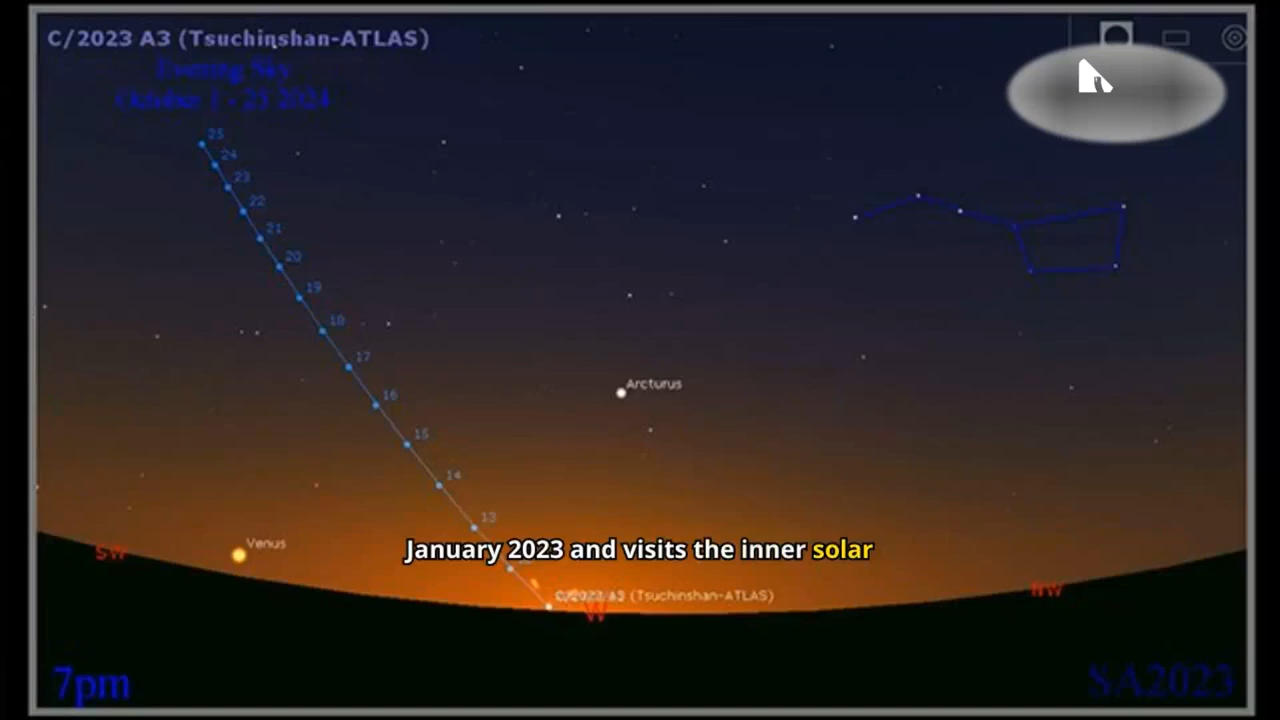 C/2023 A3 (Tsuchinshan-ATLAS)
Evening Sky
October 1 - 25 2024
25
24
23
22
21
20
19
18
17
16
Arcturus
15
14
13
Venus
SW
January 2023 and visits the inner solar
C/2023 A3 (Tsuchinshan-ATLAS)
NW
W
7pm
SA2023